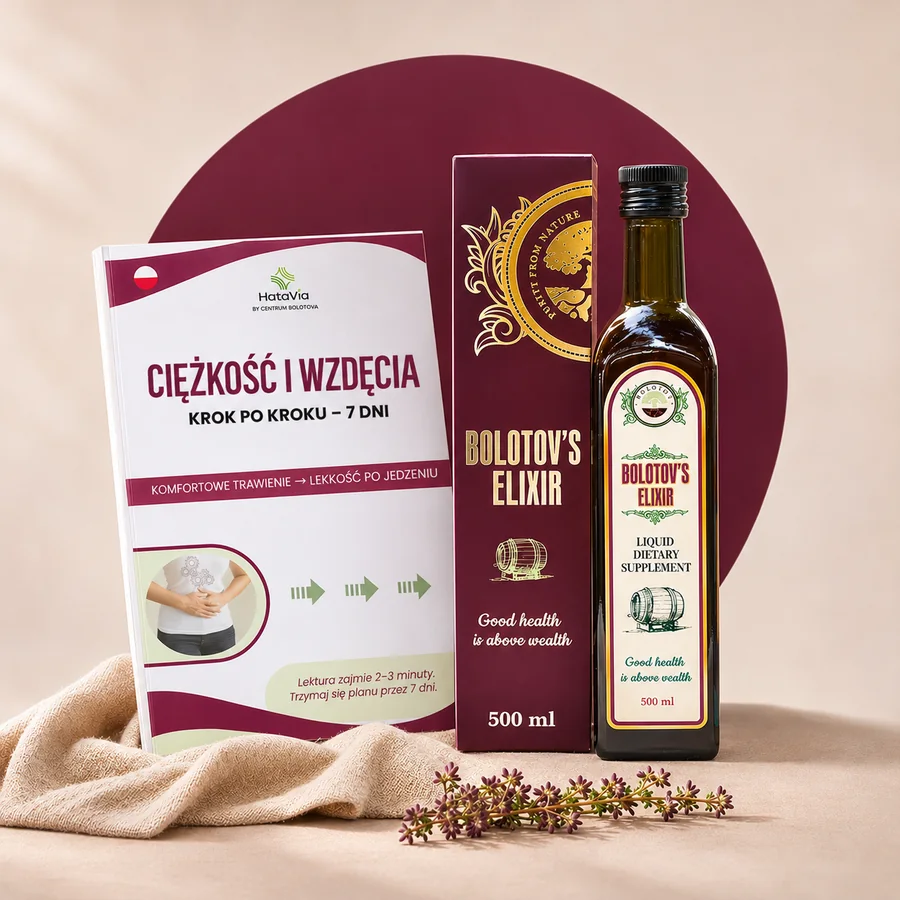 HataVia
BY CENTRUM BOLOTOVA
CIĘŻKOŚĆ I WZDĘCIA
KROK PO KROKU – 7 DNI
KOMFORTOWE TRAWIENIE → LEKKOŚĆ PO JEDZENIU
Lektura zajmie 2–3 minuty.
Trzymaj się planu przez 7 dni.
PURITY FROM NATURE
BOLOTOV'S
ELIXIR
Good health
is above wealth
500 ml
BOLOTOV
BOLOTOV'S
ELIXIR
LIQUID
DIETARY
SUPPLEMENT
Good health
is above wealth
500 ml